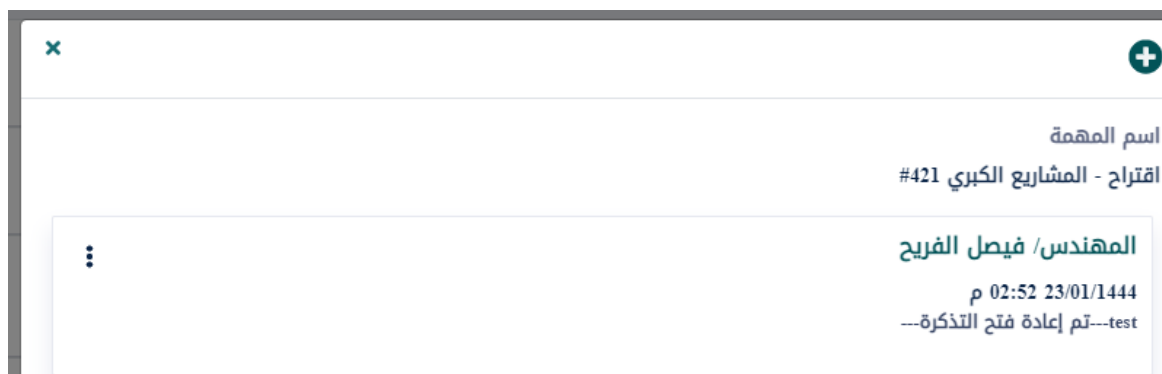 اسم المهمة
اقتراح - المشاريع الكبري 421#
المهندس/ فيصل الفريح
23/01/1444 02:52 م
test---تم إعادة فتح التذكرة---